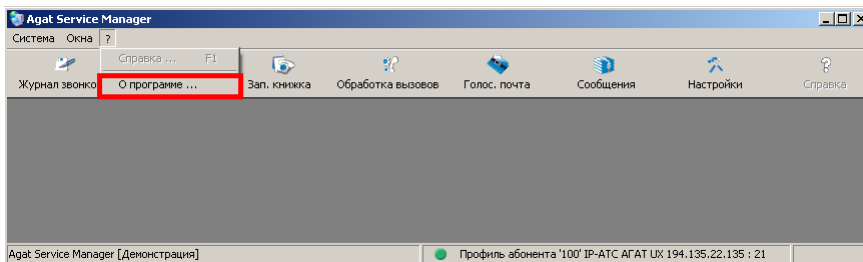 Agat Service Manager
Система Окна ?
Справка ... F1
О программе ...
Журнал звонко Зап. книжка Обработка вызовов Голос. почта Сообщения Настройки Справка
Agat Service Manager [Демонстрация] Профиль абонента '100' IP-АТС АГАТ UX 194.135.22.135 : 21